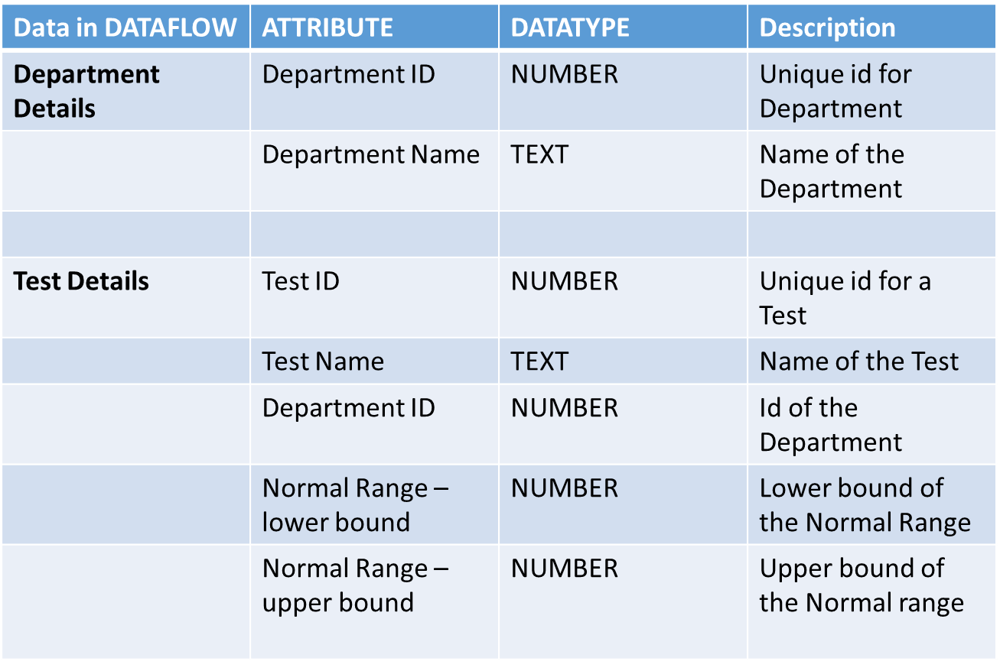 Data in DATAFLOW ATTRIBUTE DATATYPE Description
Department Department ID NUMBER Unique id for
Details Department
Department Name TEXT Name of the
Department
Test Details Test ID NUMBER Unique id for a
Test
Test Name TEXT Name of the Test
Department ID NUMBER Id of the
Department
Normal Range – NUMBER Lower bound of
lower bound the Normal Range
Normal Range – NUMBER Upper bound of
upper bound the Normal range